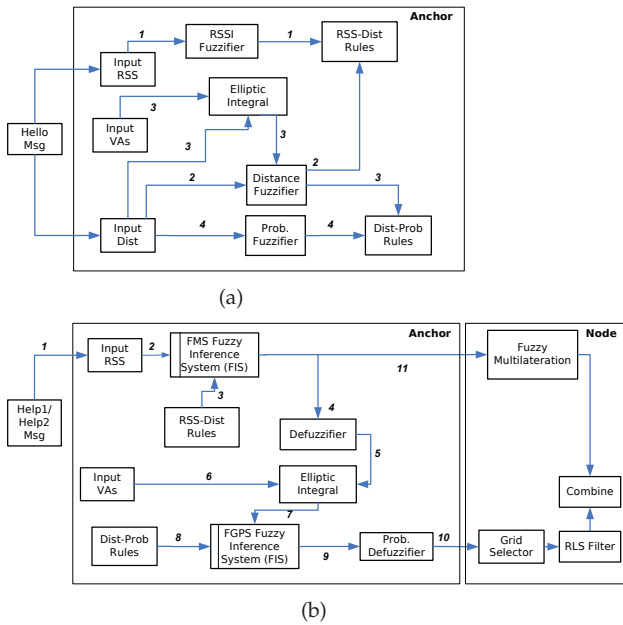 Anchor
1
RSSI
Fuzzifier
1
RSS-Dist
Rules
Input
RSS
Elliptic
Integral
3
Input
VAs
Hello
Msg
3
3
2
Distance
Fuzzifier
2
3
Input
Dist
4
Prob.
Fuzzifier
4
Dist-Prob
Rules
(a)
Anchor
Node
1
Input
RSS
2
FMS Fuzzy
Inference
System (FIS)
11
Fuzzy
Multilateration
Help1/
Help2
Msg
3
RSS-Dist
Rules
4
Defuzzifier
5
Input
VAs
6
Elliptic
Integral
Combine
7
Dist-Prob
Rules
8
FGPS Fuzzy
Inference
System (FIS)
9
Prob.
Defuzzifier
10
Grid
Selector
RLS Filter
(b)